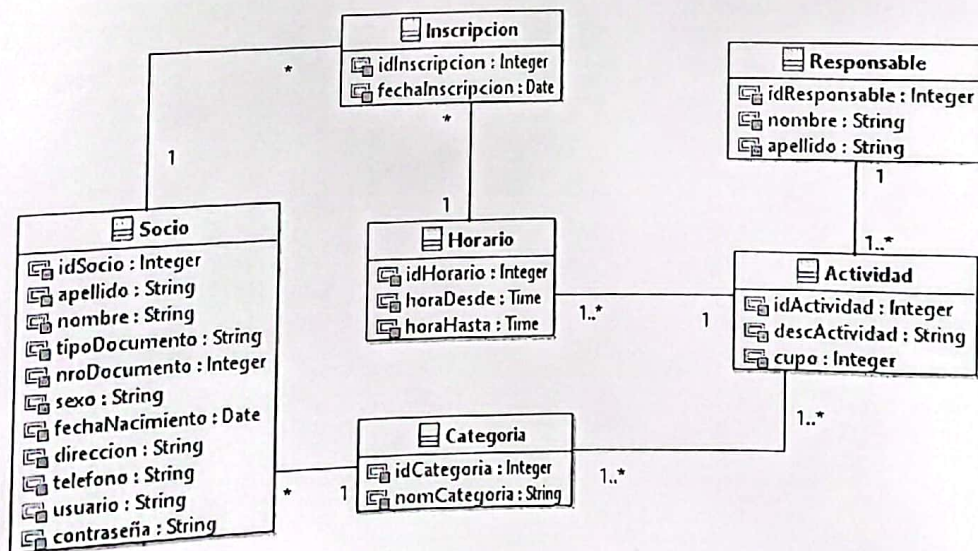 Inscripcion
idInscripcion : Integer
fechaInscripcion : Date
*
*
1
1
Responsable
idResponsable : Integer
nombre : String
apellido : String
1
1..*
Socio
idSocio : Integer
apellido : String
nombre : String
tipoDocumento : String
nroDocumento : Integer
sexo : String
fechaNacimiento : Date
direccion : String
telefono : String
usuario : String
contraseña : String
Horario
idHorario : Integer
horaDesde : Time
horaHasta : Time
1..*
1
Actividad
idActividad : Integer
descActividad : String
cupo : Integer
1..*
Categoria
idCategoria : Integer
nomCategoria : String
1..*
*
1